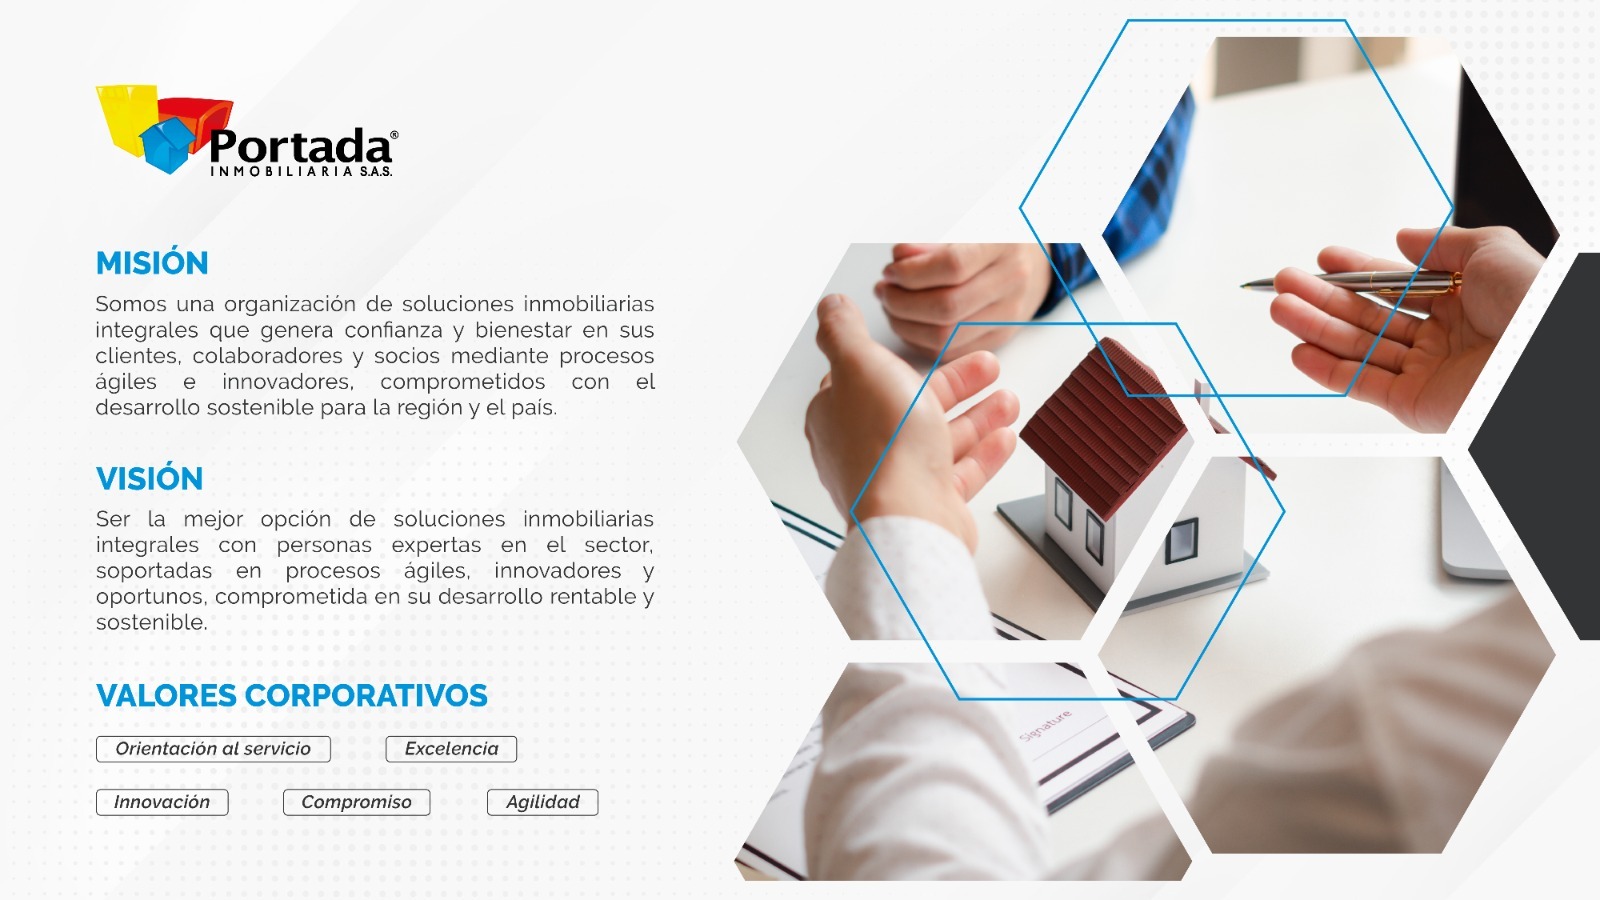 Portada®
INMOBILIARIA S.A.S.
MISIÓN
Somos una organización de soluciones inmobiliarias
integrales que genera confianza y bienestar en sus
clientes, colaboradores y socios mediante procesos
ágiles e innovadores, comprometidos con el
desarrollo sostenible para la región y el país.
VISIÓN
Ser la mejor opción de soluciones inmobiliarias
integrales con personas expertas en el sector,
soportadas en procesos ágiles, innovadores y
oportunos, comprometida en su desarrollo rentable y
sostenible.
VALORES CORPORATIVOS
Orientación al servicio
Excelencia
Innovación
Compromiso
Agilidad
Signature